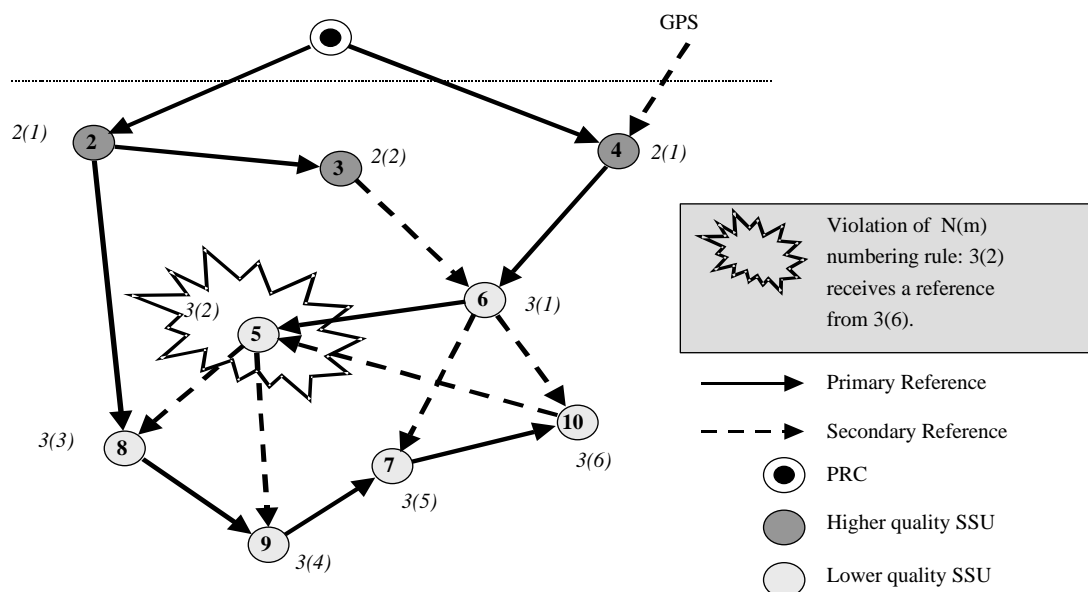 GPS
2(1)
2
3
2(2)
4
2(1)
Violation of N(m)
numbering rule: 3(2)
receives a reference
from 3(6).
3(2)
5
6
3(1)
Primary Reference
Secondary Reference
3(3)
8
7
3(5)
10
3(6)
9
3(4)
PRC
Higher quality SSU
Lower quality SSU